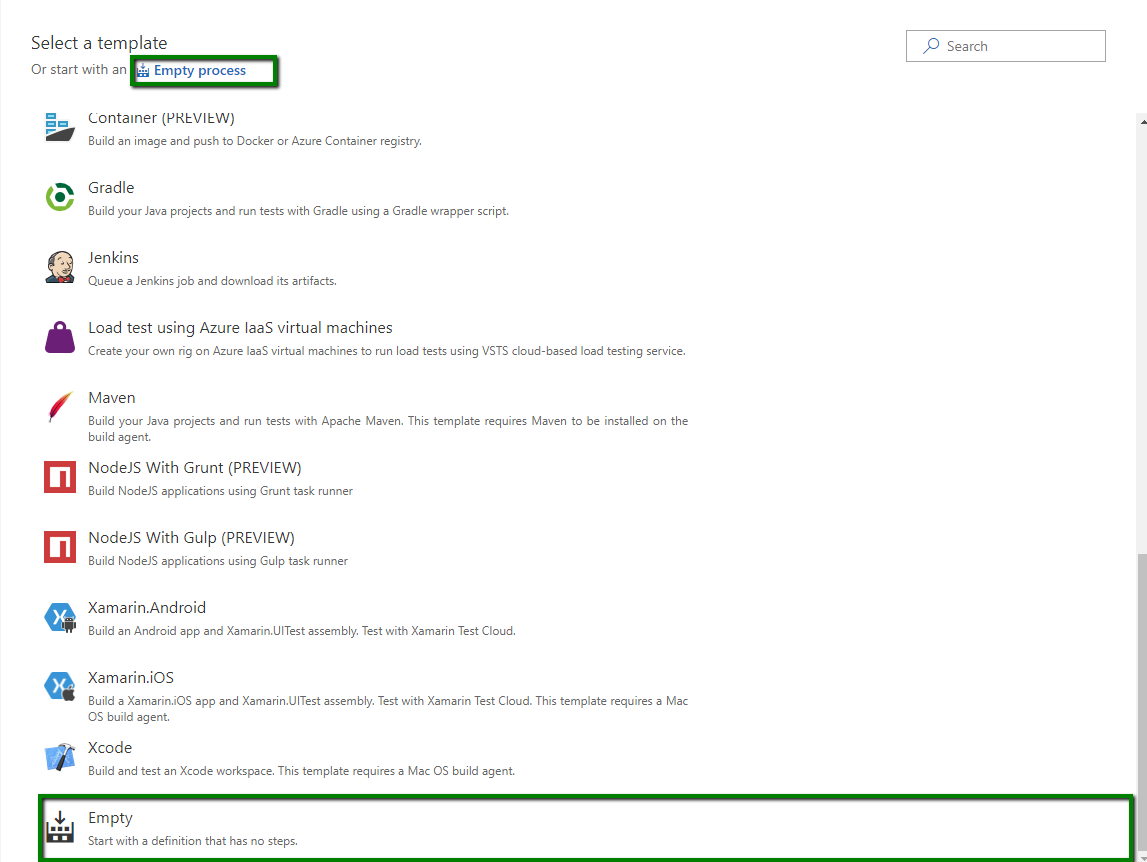 Select a template
Search
Or start with an Empty process
Container (PREVIEW)
Build an image and push to Docker or Azure Container registry.
Gradle
Build your Java projects and run tests with Gradle using a Gradle wrapper script.
Jenkins
Queue a Jenkins job and download its artifacts.
Load test using Azure IaaS virtual machines
Create your own rig on Azure IaaS virtual machines to run load tests using VSTS cloud-based load testing service.
Maven
Build your Java projects and run tests with Apache Maven. This template requires Maven to be installed on the
build agent.
NodeJS With Grunt (PREVIEW)
Build NodeJS applications using Grunt task runner
NodeJS With Gulp (PREVIEW)
Build NodeJS applications using Gulp task runner
Xamarin.Android
Build an Android app and Xamarin.UITest assembly. Test with Xamarin Test Cloud.
Xamarin.iOS
Build a Xamarin.iOS app and Xamarin.UITest assembly. Test with Xamarin Test Cloud. This template requires a Mac
OS build agent.
Xcode
Build and test an Xcode workspace. This template requires a Mac OS build agent.
Empty
Start with a definition that has no steps.